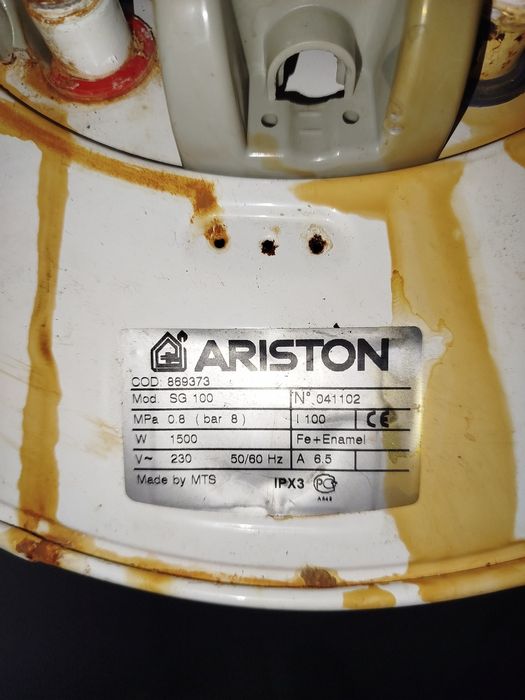 ARISTON
COD 869373
Mod. SG 100 N° 041102
MPa 0.8 ( bar 8 ) l 100 CE
W 1500 Fe+Enamel
V~ 230 50/60 Hz A 6.5
Made by MTS IPX3 PC